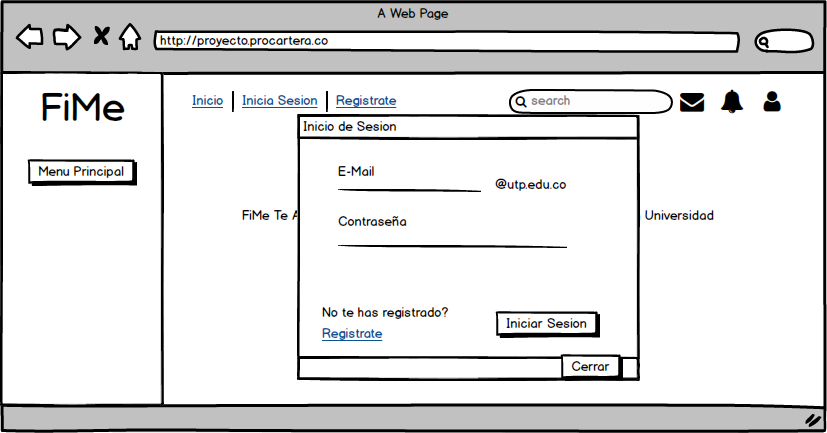 A Web Page
http://proyecto.procartera.co
FiMe
Inicio Inicia Sesion Registrate search
Inicio de Sesion
Menu Principal
E-Mail
@utp.edu.co
FiMe Te A Universidad
Contraseña
No te has registrado?
Registrate
Iniciar Sesion
Cerrar